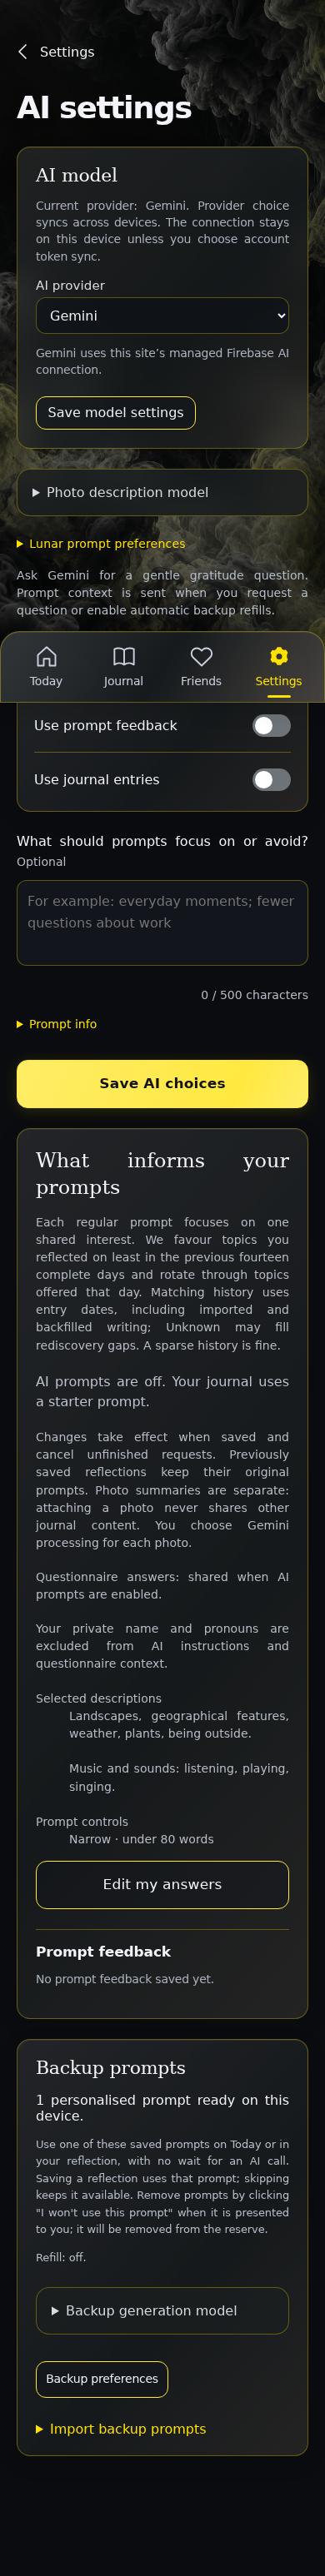 Settings
AI settings
AI model
Current provider: Gemini. Provider choice
syncs across devices. The connection stays
on this device unless you choose account
token sync.
AI provider
Gemini
Gemini uses this site’s managed Firebase AI
connection.
Save model settings
Photo description model
Lunar prompt preferences
Ask Gemini for a gentle gratitude question.
Prompt context is sent when you request a
question or enable automatic backup refills.
Today
Journal
Friends
Settings
Use prompt feedback
Use journal entries
What should prompts focus on or avoid?
Optional
For example: everyday moments; fewer
questions about work
0 / 500 characters
Prompt info
Save AI choices
What informs your
prompts
Each regular prompt focuses on one
shared interest. We favour topics you
reflected on least in the previous fourteen
complete days and rotate through topics
offered that day. Matching history uses
entry dates, including imported and
backfilled writing; Unknown may fill
rediscovery gaps. A sparse history is fine.
AI prompts are off. Your journal uses
a starter prompt.
Changes take effect when saved and
cancel unfinished requests. Previously
saved reflections keep their original
prompts. Photo summaries are separate:
attaching a photo never shares other
journal content. You choose Gemini
processing for each photo.
Questionnaire answers: shared when AI
prompts are enabled.
Your private name and pronouns are
excluded from AI instructions and
questionnaire context.
Selected descriptions
Landscapes, geographical features,
weather, plants, being outside.
Music and sounds: listening, playing,
singing.
Prompt controls
Narrow · under 80 words
Edit my answers
Prompt feedback
No prompt feedback saved yet.
Backup prompts
1 personalised prompt ready on this
device.
Use one of these saved prompts on Today or in
your reflection, with no wait for an AI call.
Saving a reflection uses that prompt; skipping
keeps it available. Remove prompts by clicking
"I won't use this prompt" when it is presented
to you; it will be removed from the reserve.
Refill: off.
Backup generation model
Backup preferences
Import backup prompts